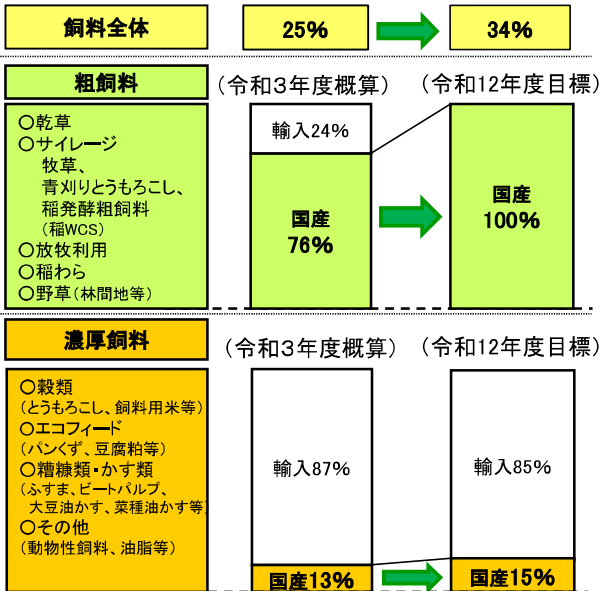 飼料全体
25%
34%
粗飼料
(令和3年度概算)
(令和12年度目標)
○乾草
○サイレージ
牧草、
青刈りとうもろこし、
稲発酵粗飼料
(稲WCS)
○放牧利用
○稲わら
○野草(林間地等)
輸入24%
国産
76%
国産
100%
濃厚飼料
(令和3年度概算)
(令和12年度目標)
○穀類
(とうもろこし、飼料用米等)
○エコフィード
(パンくず、豆腐粕等)
○糟糠類・かす類
(ふすま、ビートパルプ、
大豆油かす、菜種油かす等)
○その他
(動物性飼料、油脂等)
輸入87%
国産13%
輸入85%
国産15%